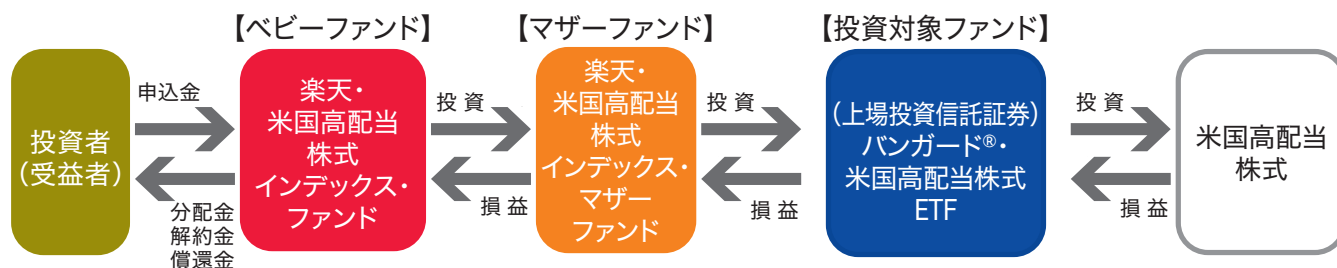 【ベビーファンド】
【マザーファンド】
【投資対象ファンド】
投資者
(受益者)
申込金
分配金
解約金
償還金
楽天・
米国高配当
株式
インデックス・
ファンド
投資
損益
楽天・
米国高配当
株式
インデックス・
マザー
ファンド
投資
損益
(上場投資信託証券)
バンガード®・
米国高配当株式
ETF
投資
損益
米国高配当
株式